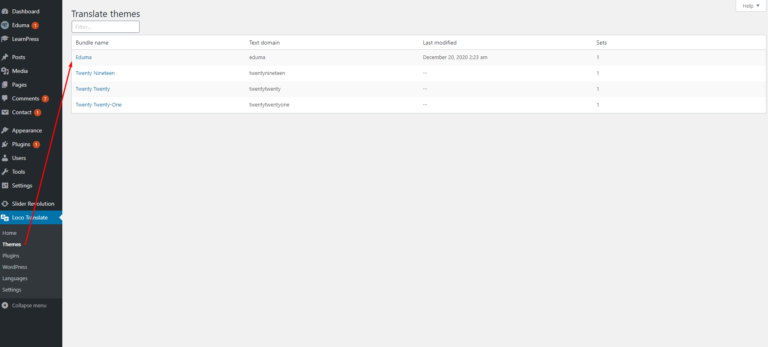 Help ▼
Dashboard
Eduma 1
LearnPress
Posts
Media
Pages
Comments 1
Contact 1
Appearance
Plugins 1
Users
Tools
Settings
Slider Revolution
Loco Translate
Home
Themes
Plugins
WordPress
Languages
Settings
Collapse menu
Translate themes
Filter...
Bundle name Text domain Last modified Sets
Eduma eduma December 20, 2020 2:23 am 1
Twenty Nineteen twentynineteen -- 1
Twenty Twenty twentytwenty -- 1
Twenty Twenty-One twentytwentyone -- 1